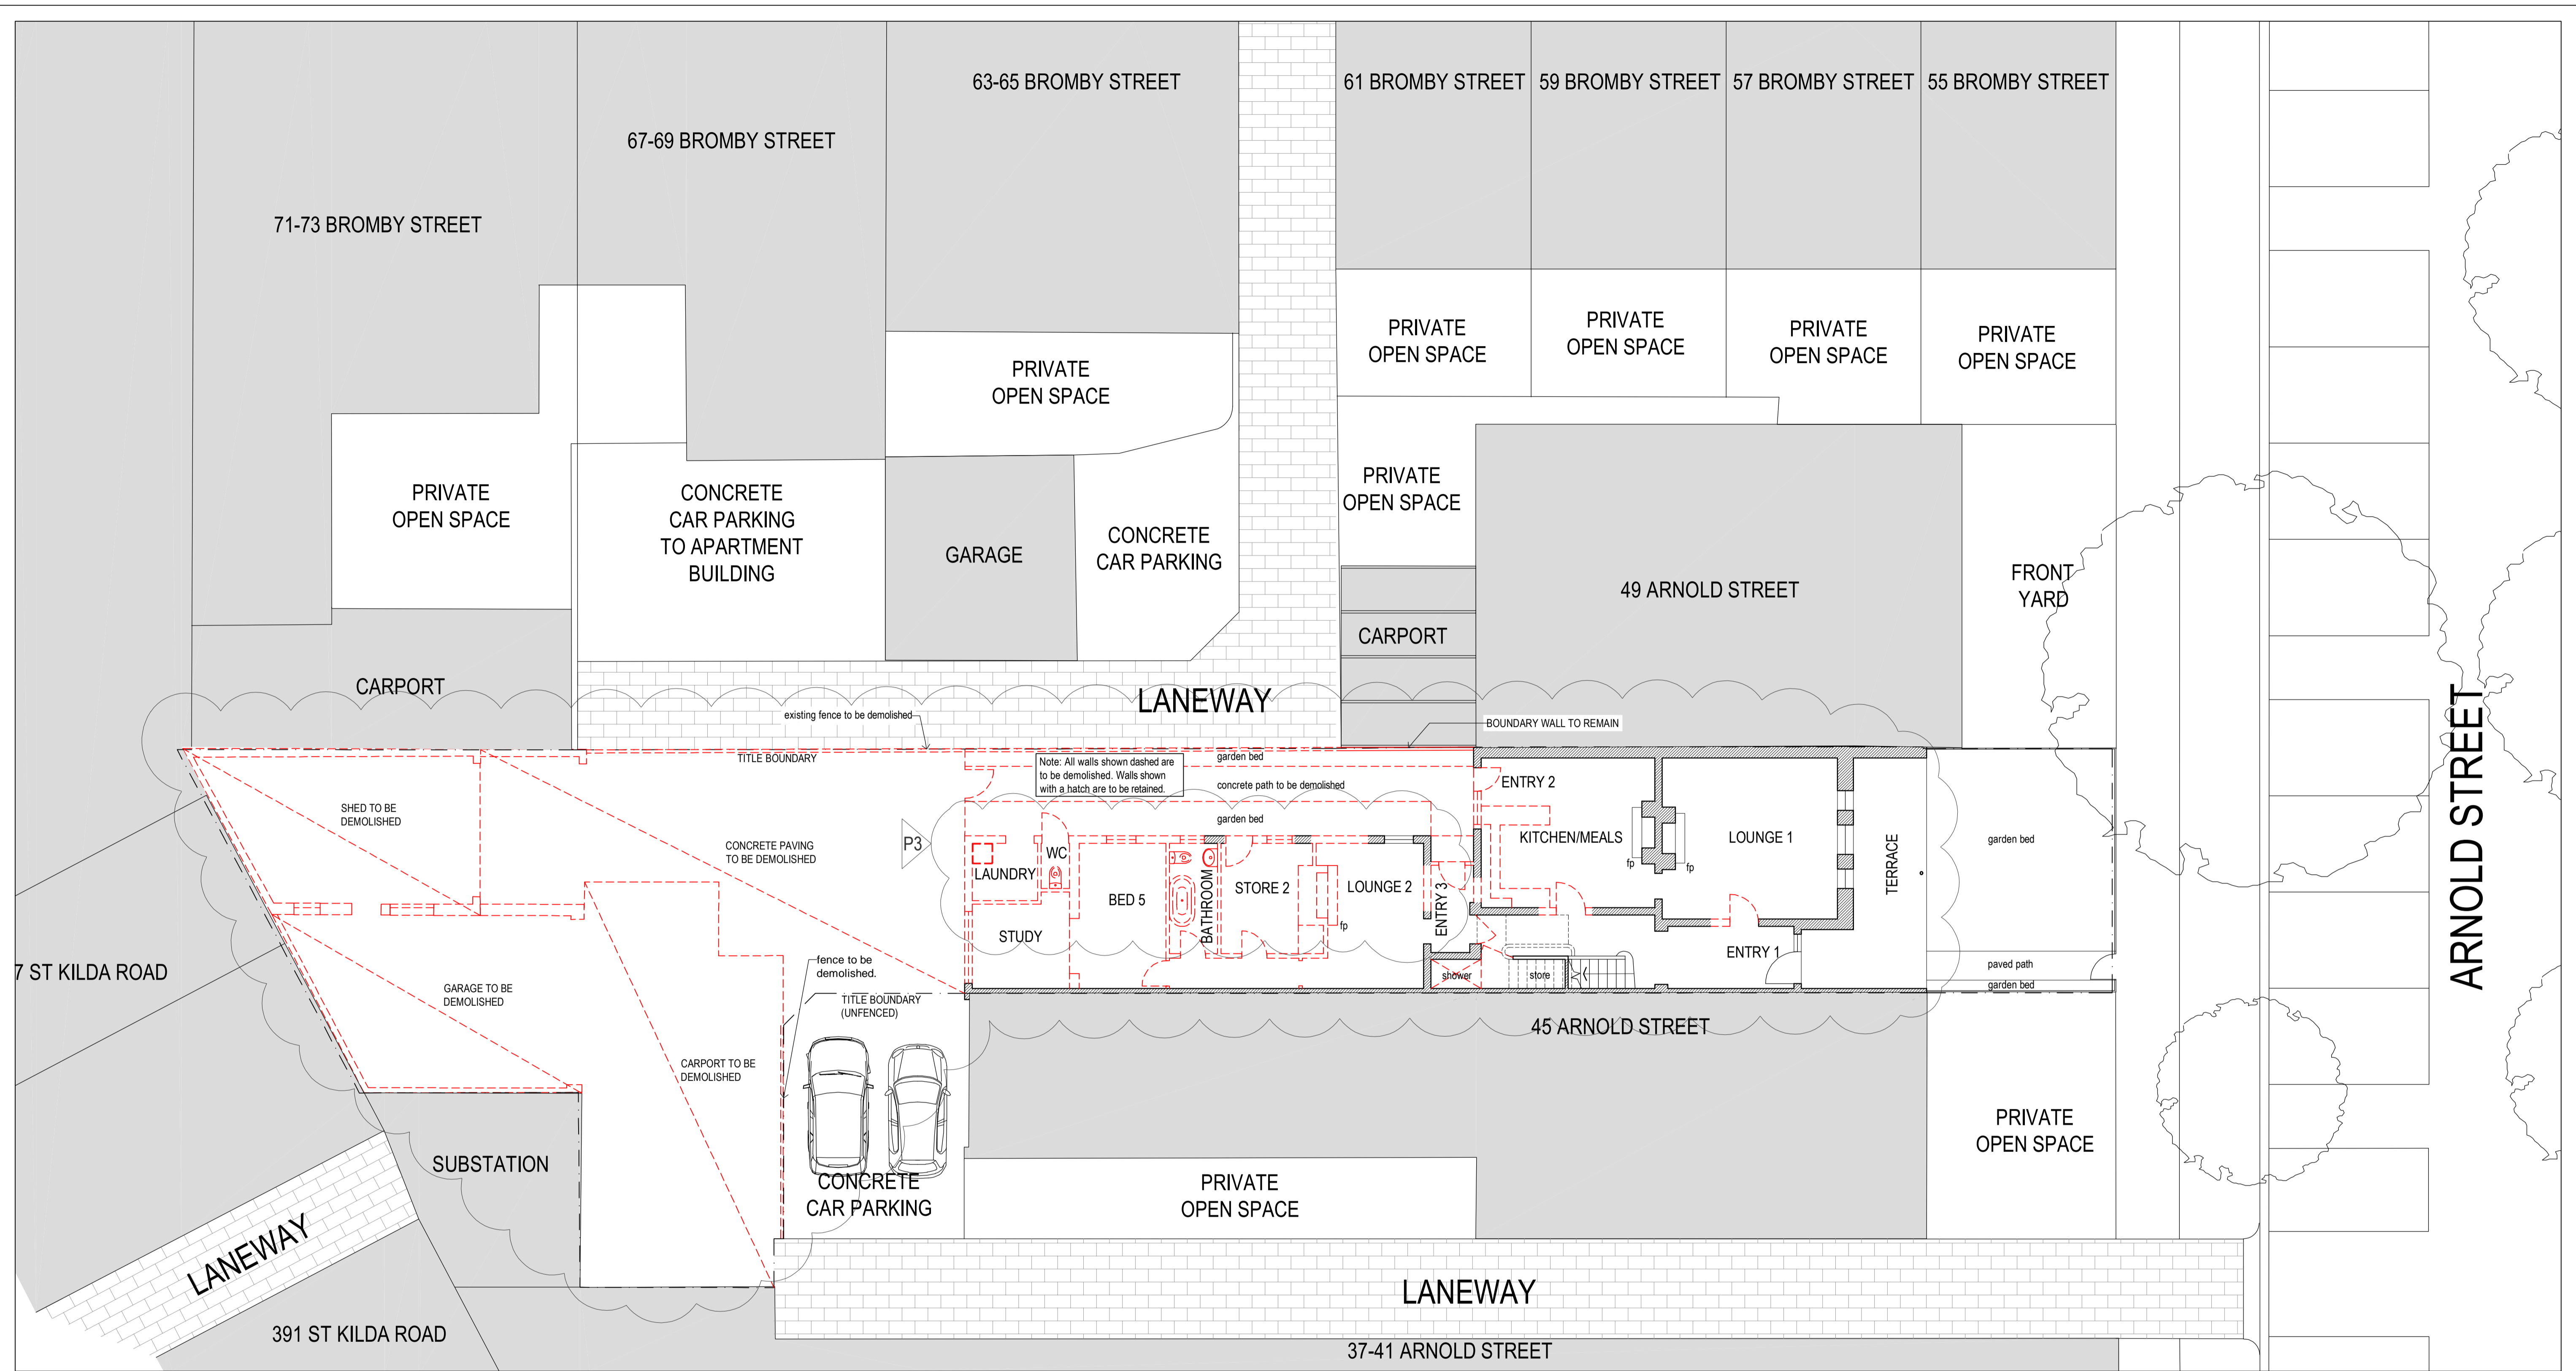 63-65 BROMBY STREET
61 BROMBY STREET
59 BROMBY STREET
57 BROMBY STREET
55 BROMBY STREET
67-69 BROMBY STREET
71-73 BROMBY STREET
PRIVATE
OPEN SPACE
PRIVATE
OPEN SPACE
PRIVATE
OPEN SPACE
PRIVATE
OPEN SPACE
PRIVATE
OPEN SPACE
PRIVATE
OPEN SPACE
CONCRETE
CAR PARKING
TO APARTMENT
BUILDING
GARAGE
CONCRETE
CAR PARKING
PRIVATE
OPEN SPACE
49 ARNOLD STREET
FRONT
YARD
CARPORT
CARPORT
LANEWAY
existing fence to be demolished
BOUNDARY WALL TO REMAIN
TITLE BOUNDARY
Note: All walls shown dashed are
to be demolished. Walls shown
with a hatch are to be retained.
garden bed
concrete path to be demolished
garden bed
ENTRY 2
SHED TO BE
DEMOLISHED
CONCRETE PAVING
TO BE DEMOLISHED
P3
LAUNDRY
WC
BED 5
BATHROOM
STORE 2
LOUNGE 2
fp
ENTRY 3
KITCHEN/MEALS
fp
fp
LOUNGE 1
TERRACE
garden bed
ARNOLD STREET
STUDY
ENTRY 1
shower
store
paved path
garden bed
7 ST KILDA ROAD
GARAGE TO BE
DEMOLISHED
fence to be
demolished.
TITLE BOUNDARY
(UNFENCED)
45 ARNOLD STREET
CARPORT TO BE
DEMOLISHED
SUBSTATION
CONCRETE
CAR PARKING
PRIVATE
OPEN SPACE
PRIVATE
OPEN SPACE
LANEWAY
LANEWAY
391 ST KILDA ROAD
37-41 ARNOLD STREET